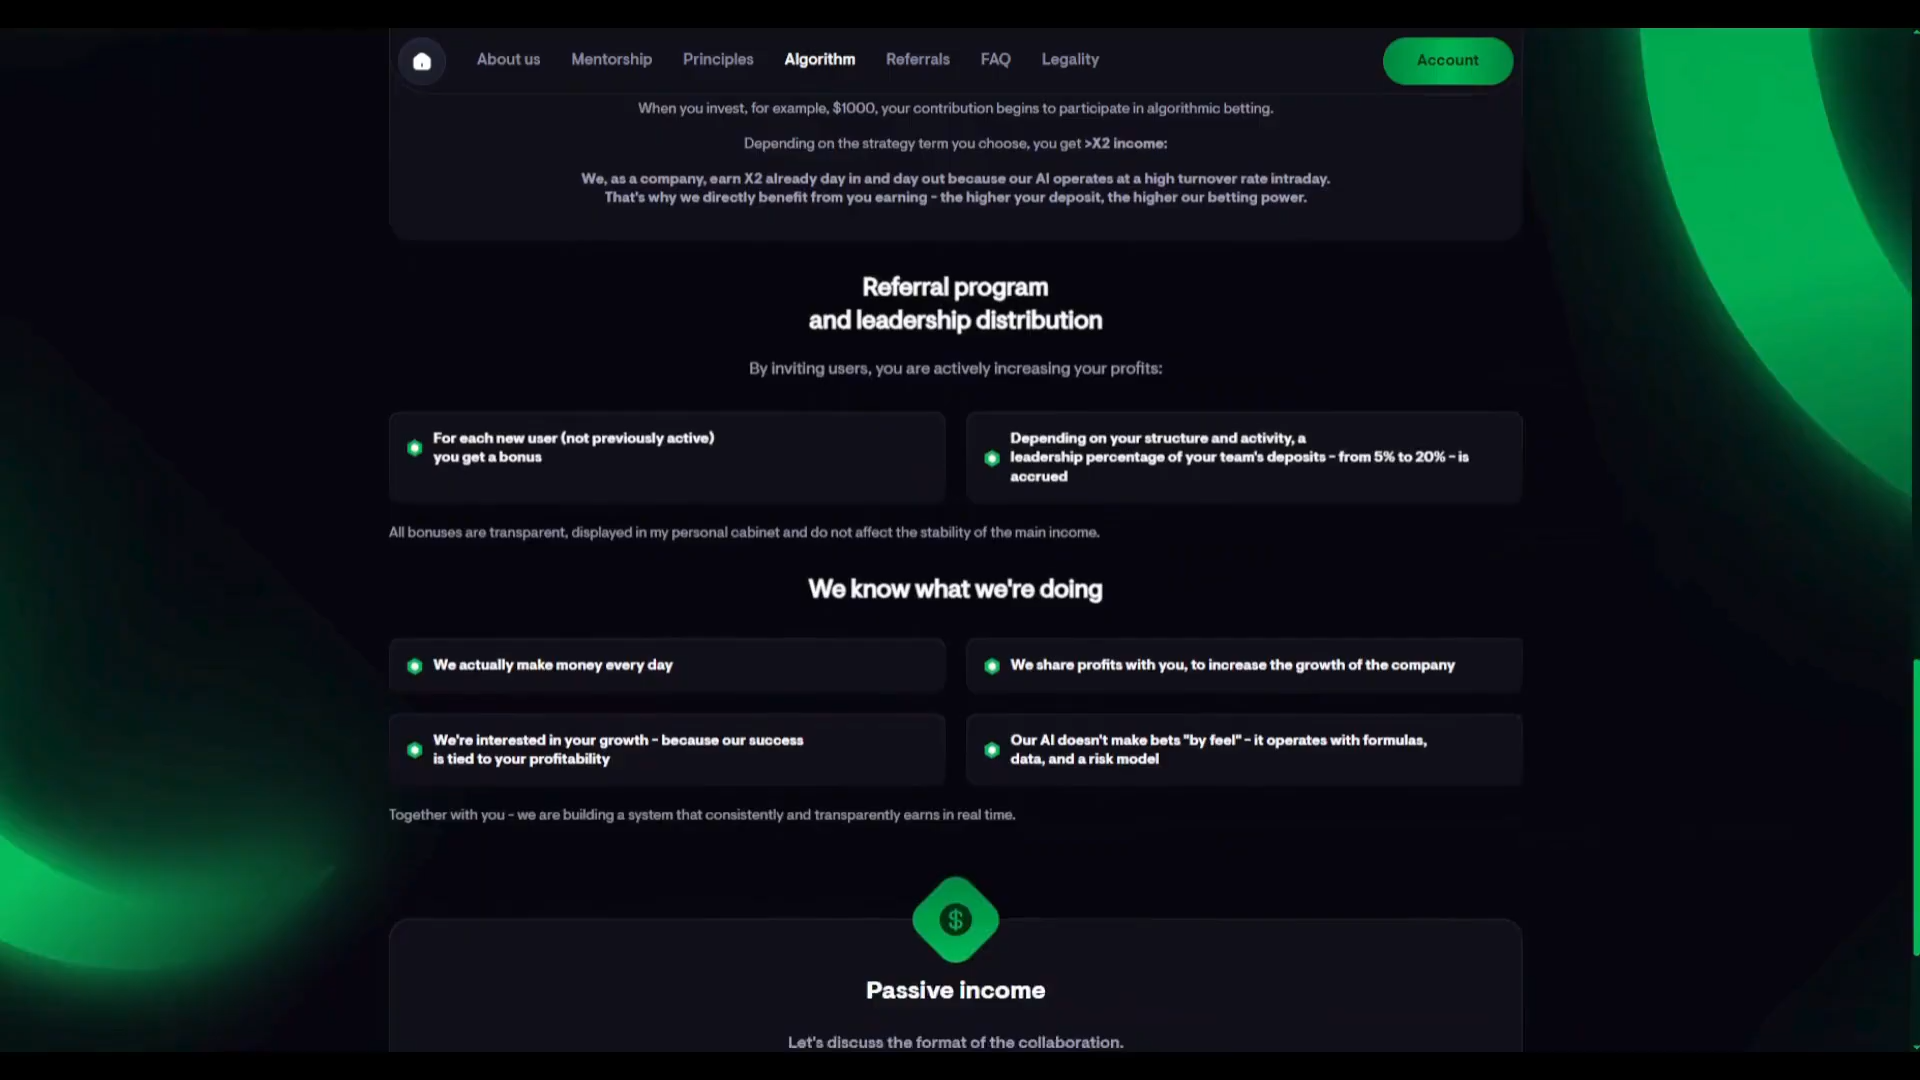 About us
Mentorship
Principles
Algorithm
Referrals
FAQ
Legality
Account
When you invest, for example, $1000, your contribution begins to participate in algorithmic betting.
Depending on the strategy term you choose, you get >X2 income:
We, as a company, earn X2 already day in and day out because our AI operates at a high turnover rate intraday.
That's why we directly benefit from you earning - the higher your deposit, the higher our betting power.
Referral program
and leadership distribution
By inviting users, you are actively increasing your profits:
For each new user (not previously active)
you get a bonus
Depending on your structure and activity, a
leadership percentage of your team's deposits - from 5% to 20% - is
accrued
All bonuses are transparent, displayed in my personal cabinet and do not affect the stability of the main income.
We know what we're doing
We actually make money every day
We share profits with you, to increase the growth of the company
We're interested in your growth - because our success
is tied to your profitability
Our AI doesn't make bets "by feel" - it operates with formulas,
data, and a risk model
Together with you - we are building a system that consistently and transparently earns in real time.
$
Passive income
Let's discuss the format of the collaboration.